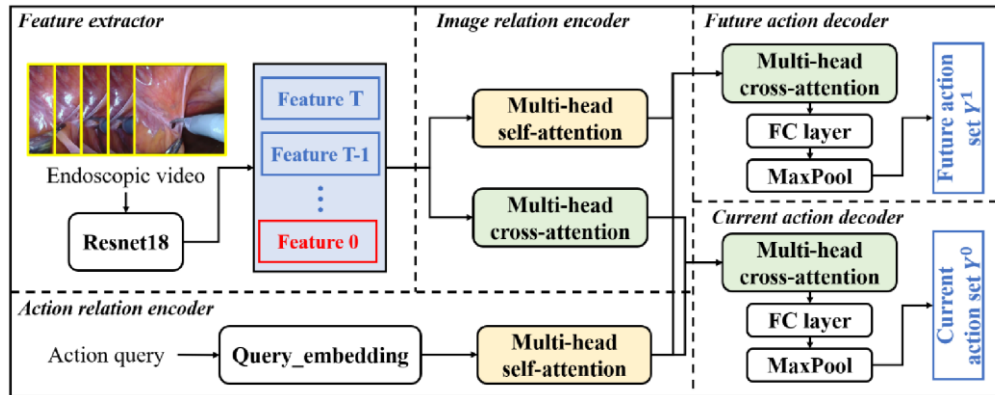 Feature extractor
Endoscopic video
Resnet18
Feature T
Feature T-1
Feature 0
Image relation encoder
Multi-head
self-attention
Multi-head
cross-attention
Action relation encoder
Action query
Query_embedding
Multi-head
self-attention
Future action decoder
Multi-head
cross-attention
FC layer
MaxPool
Future action
set Y¹
Current action decoder
Multi-head
cross-attention
FC layer
MaxPool
Current
action set Y⁰